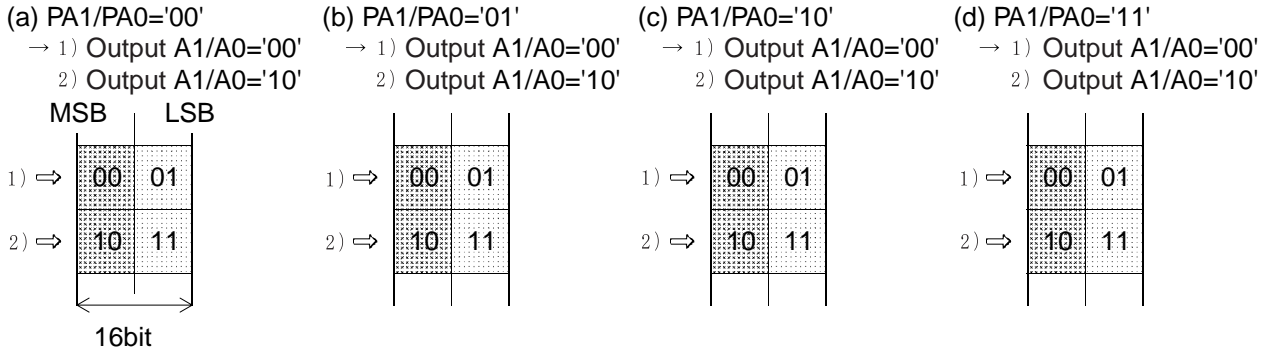 (a) PA1/PA0='00'
→ 1) Output A1/A0='00'
2) Output A1/A0='10'
MSB LSB
1) ⇒ 00 01
2) ⇒ 10 11
16bit
(b) PA1/PA0='01'
→ 1) Output A1/A0='00'
2) Output A1/A0='10'
1) ⇒ 00 01
2) ⇒ 10 11
(c) PA1/PA0='10'
→ 1) Output A1/A0='00'
2) Output A1/A0='10'
1) ⇒ 00 01
2) ⇒ 10 11
(d) PA1/PA0='11'
→ 1) Output A1/A0='00'
2) Output A1/A0='10'
1) ⇒ 00 01
2) ⇒ 10 11